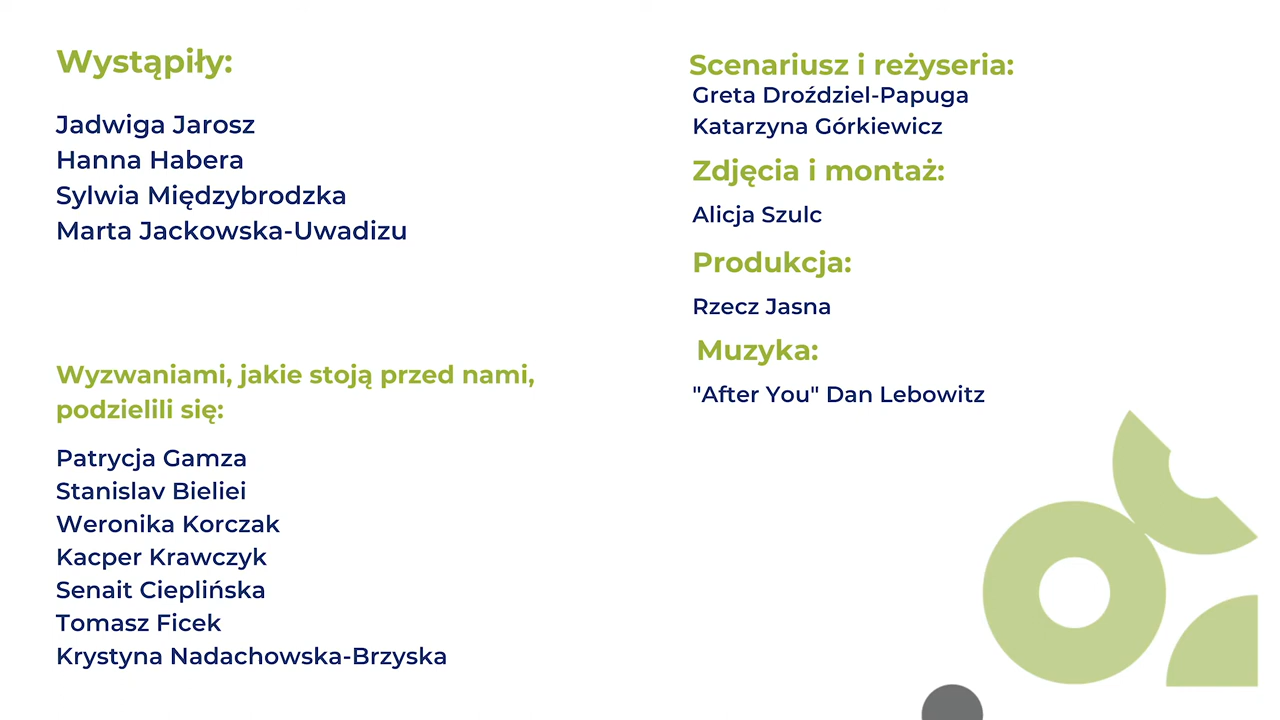 Wystąpiły:
Jadwiga Jarosz
Hanna Habera
Sylwia Międzybrodzka
Marta Jackowska-Uwadizu
Wyzwaniami, jakie stoją przed nami,
podzielili się:
Patrycja Gamza
Stanislav Bieliei
Weronika Korczak
Kacper Krawczyk
Senait Cieplińska
Tomasz Ficek
Krystyna Nadachowska-Brzyska
Scenariusz i reżyseria:
Greta Droździel-Papuga
Katarzyna Górkiewicz
Zdjęcia i montaż:
Alicja Szulc
Produkcja:
Rzecz Jasna
Muzyka:
"After You" Dan Lebowitz